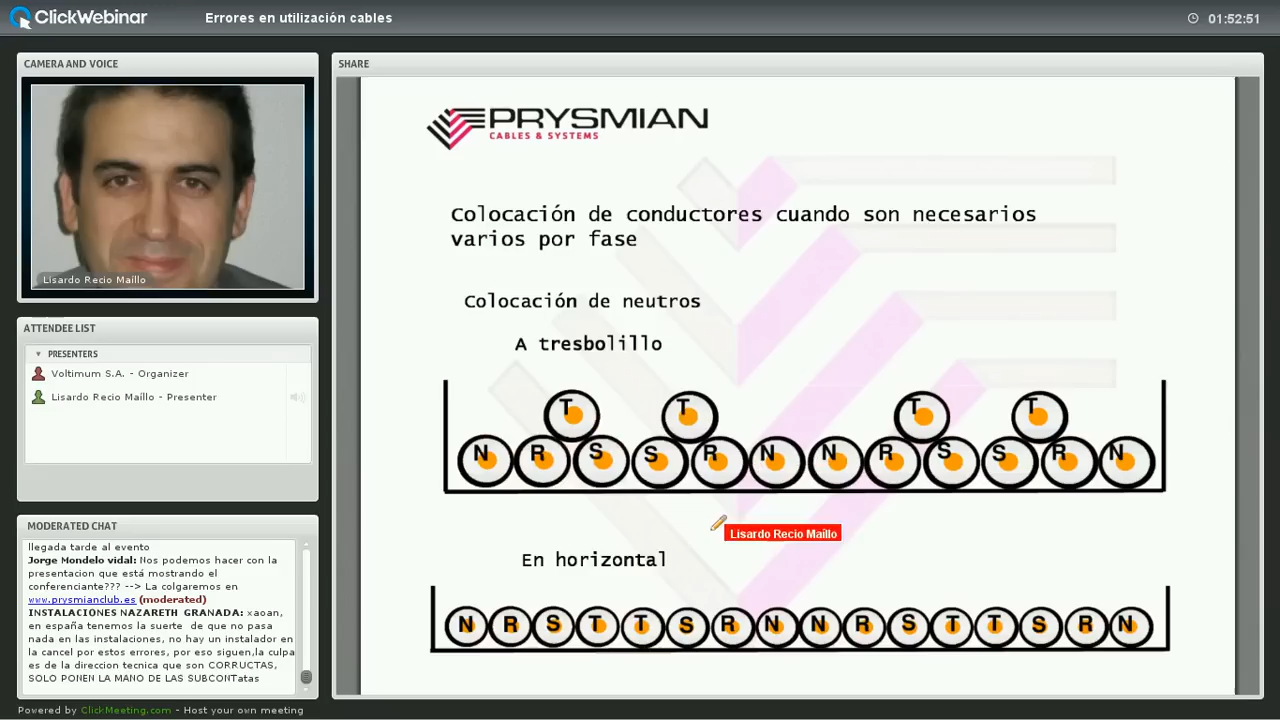 ClickWebinar
Errores en utilización cables
01:52:51
CAMERA AND VOICE
Lisardo Recio Maíllo
ATTENDEE LIST
PRESENTERS
Voltimum S.A. - Organizer
Lisardo Recio Maíllo - Presenter
MODERATED CHAT
llegada tarde al evento
Jorge Mondelo vidal: Nos podemos hacer con la
presentacion que está mostrando el
conferenciante??? --> La colgaremos en
www.prysmianclub.es (moderated)
INSTALACIONES NAZARETH GRANADA: xaoan,
en españa tenemos la suerte de que no pasa
nada en las instalaciones, no hay un instalador en
la cancel por estos errores, por eso siguen,la culpa
es de la direccion tecnica que son CORRUCTAS,
SOLO PONEN LA MANO DE LAS SUBCONTatas
SHARE
PRYSMIAN
CABLES & SYSTEMS
Colocación de conductores cuando son necesarios
varios por fase
Colocación de neutros
A tresbolillo
T T T T
N R S S R N N R S S R N
Lisardo Recio Maíllo
En horizontal
N R S T T S R N N R S T T S R N
Powered by ClickMeeting.com - Host your own meeting